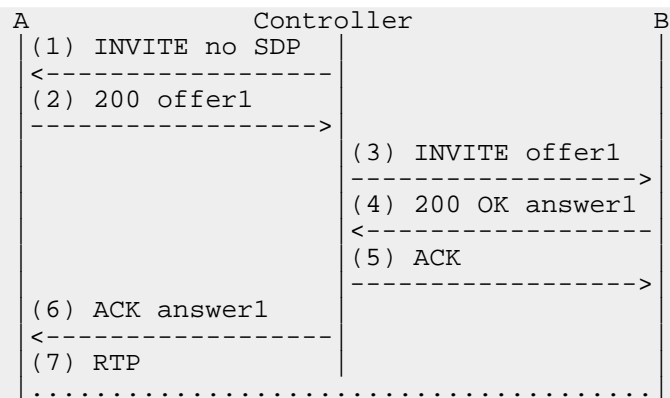 A Controller B
(1) INVITE no SDP
(2) 200 offer1
(3) INVITE offer1
(4) 200 OK answer1
(5) ACK
(6) ACK answer1
(7) RTP